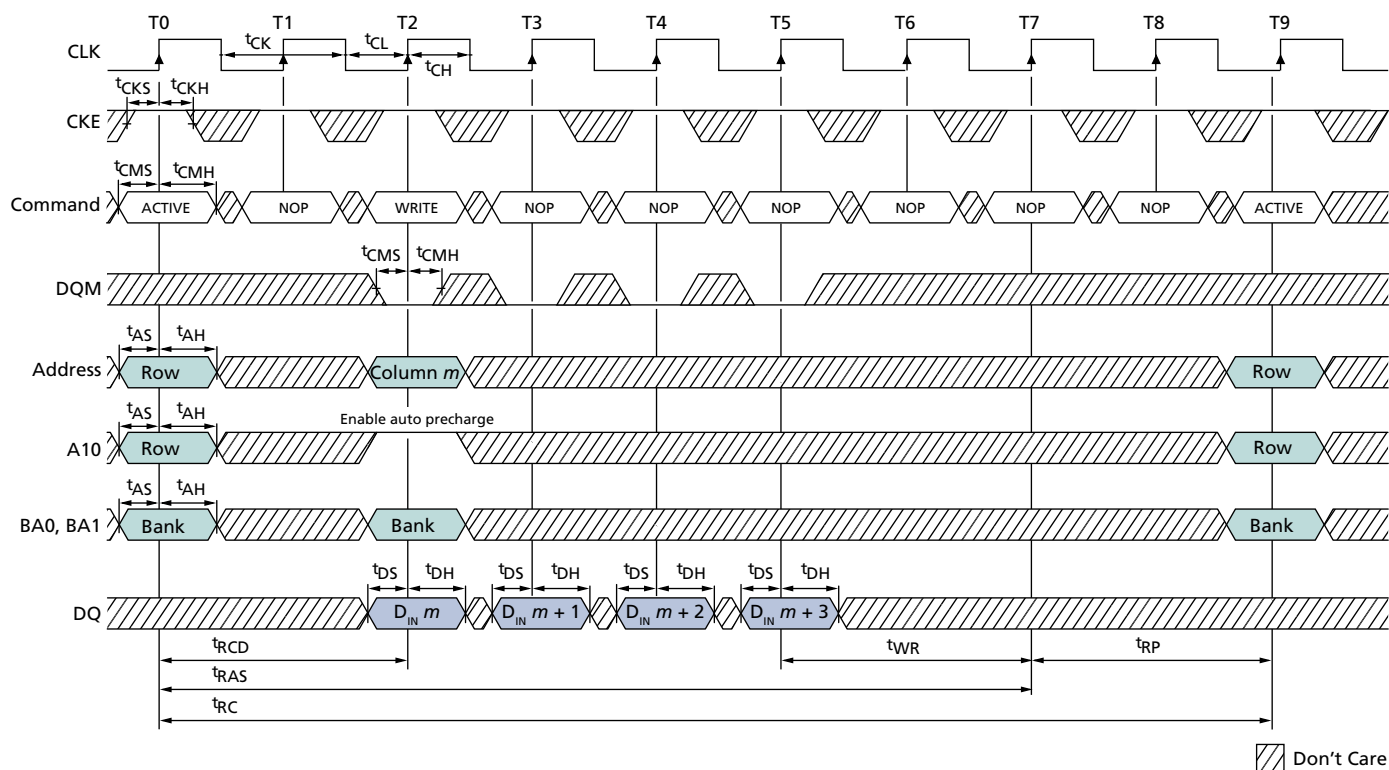 T0 T1 T2 T3 T4 T5 T6 T7 T8 T9
CLK tCK tCL tCH
tCKS tCKH
CKE
tCMS tCMH
Command ACTIVE NOP WRITE NOP NOP NOP NOP NOP NOP ACTIVE
tCMS tCMH
DQM
tAS tAH
Address Row Column m Row
tAS tAH Enable auto precharge
A10 Row Row
tAS tAH
BA0, BA1 Bank Bank Bank
tDS tDH tDS tDH tDS tDH tDS tDH
DQ DIN m DIN m + 1 DIN m + 2 DIN m + 3
tRCD tWR tRP
tRAS
tRC
Don't Care